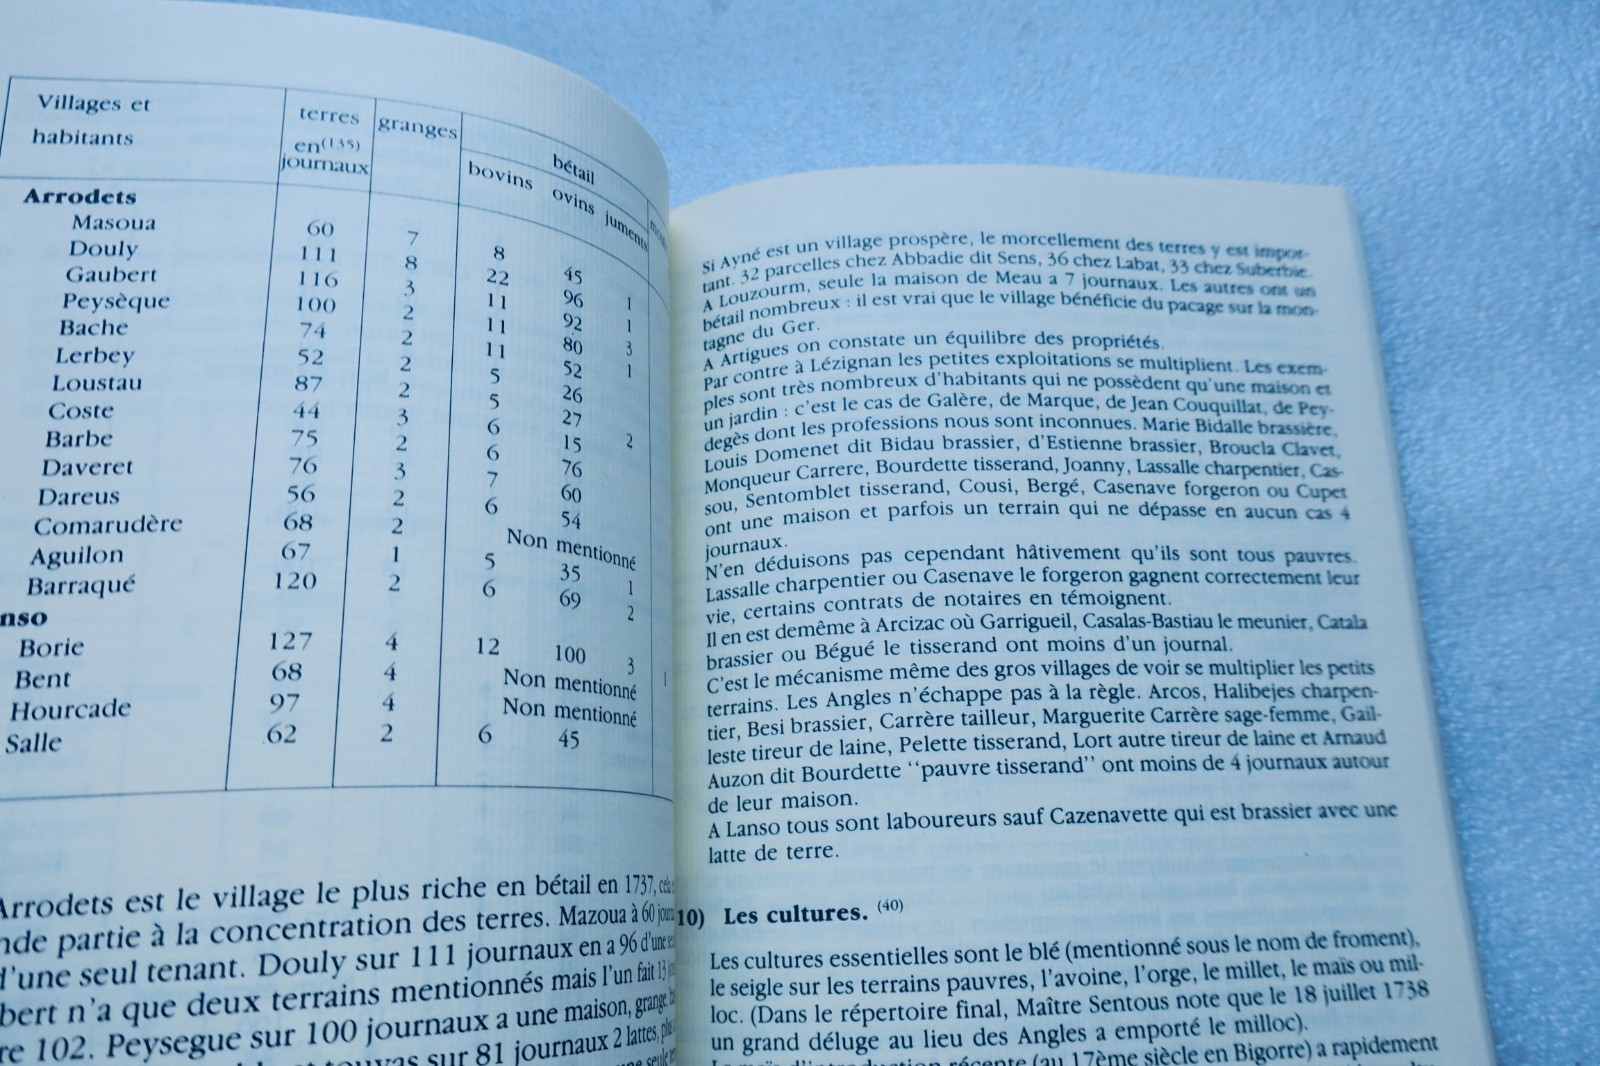 Villages et habitants terres en (135) journaux granges bétail
bovins ovins juments
Arrodets
Masoua 60 7 8 45 1
Douly 111 8 22 96 1
Gaubert 116 3 11 92 3
Peysèque 100 2 11 80 1
Bache 74 2 11 52
Lerbey 52 2 5 26
Loustau 87 2 5 27 2
Coste 44 3 6 15
Barbe 75 2 6 76
Daveret 76 3 7 60
Dareus 56 2 6 54
Comarudère 68 2 Non mentionné
Aguilon 67 1 5 35 1
Barraqué 120 2 6 69 2
nso
Borie 127 4 12 100 3 1
Bent 68 4 Non mentionné
Hourcade 97 4 Non mentionné
Salle 62 2 6 45
Arrodets est le village le plus riche en bétail en 1737, cela
nde partie à la concentration des terres. Mazoua à 60 journ
d'une seul tenant. Douly sur 111 journaux en a 96 d'une se
bert n'a que deux terrains mentionnés mais l'un fait 13 j
re 102. Peysegue sur 100 journaux a une maison, grange,
touyas sur 81 journaux 2 lattes, plu
une seule
Si Ayné est un village prospère, le morcellement des terres y est impor-
tant. 32 parcelles chez Abbadie dit Sens, 36 chez Labat, 33 chez Suberbie.
A Louzourm, seule la maison de Meau a 7 journaux. Les autres ont un
bétail nombreux : il est vrai que le village bénéficie du pacage sur la mon-
tagne du Ger.
A Artigues on constate un équilibre des propriétés.
Par contre à Lézignan les petites exploitations se multiplient. Les exem-
ples sont très nombreux d'habitants qui ne possèdent qu'une maison et
un jardin : c'est le cas de Galère, de Marque, de Jean Couquillat, de Pey-
degès dont les professions nous sont inconnues. Marie Bidalle brassière,
Louis Domenet dit Bidau brassier, d'Estienne brassier, Broucla Clavet,
Monqueur Carrere, Bourdette tisserand, Joanny, Lassalle charpentier, Cas-
sou, Sentomblet tisserand, Cousi, Bergé, Casenave forgeron ou Cupet
ont une maison et parfois un terrain qui ne dépasse en aucun cas 4
journaux.
N'en déduisons pas cependant hâtivement qu'ils sont tous pauvres.
Lassalle charpentier ou Casenave le forgeron gagnent correctement leur
vie, certains contrats de notaires en témoignent.
Il en est demême à Arcizac où Garrigueil, Casalas-Bastiau le meunier, Catala
brassier ou Bégué le tisserand ont moins d'un journal.
C'est le mécanisme même des gros villages de voir se multiplier les petits
terrains. Les Angles n'échappe pas à la règle. Arcos, Halibejes charpen-
tier, Besi brassier, Carrère tailleur, Marguerite Carrère sage-femme, Gail-
leste tireur de laine, Pelette tisserand, Lort autre tireur de laine et Arnaud
Auzon dit Bourdette "pauvre tisserand" ont moins de 4 journaux autour
de leur maison.
A Lanso tous sont laboureurs sauf Cazenavette qui est brassier avec une
latte de terre.
10) Les cultures. (40)
Les cultures essentielles sont le blé (mentionné sous le nom de froment),
le seigle sur les terrains pauvres, l'avoine, l'orge, le millet, le maïs ou mil-
loc. (Dans le répertoire final, Maître Sentous note que le 18 juillet 1738
un grand déluge au lieu des Angles a emporté le milloc).
Le maïs d'introduction récente (au 17ème siècle en Bigorre) a rapidement